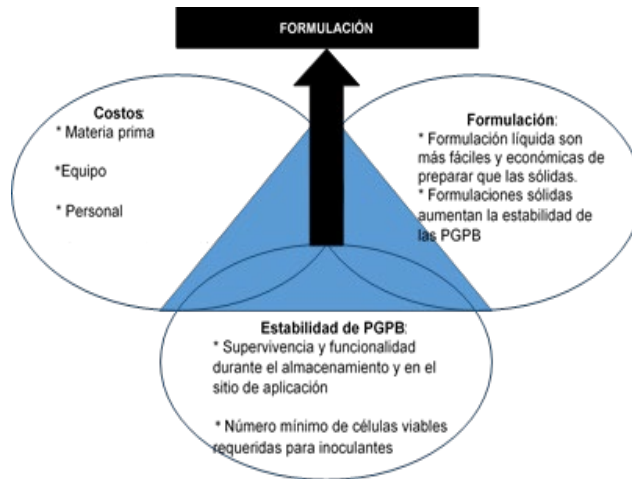 FORMULACIÓN
Costos:
* Materia prima
*Equipo
* Personal
Formulación:
* Formulación líquida son
más fáciles y económicas de
preparar que las sólidas.
* Formulaciones sólidas
aumentan la estabilidad de
las PGPB
Estabilidad de PGPB:
* Supervivencia y funcionalidad
durante el almacenamiento y en el
sitio de aplicación
* Número mínimo de células viables
requeridas para inoculantes